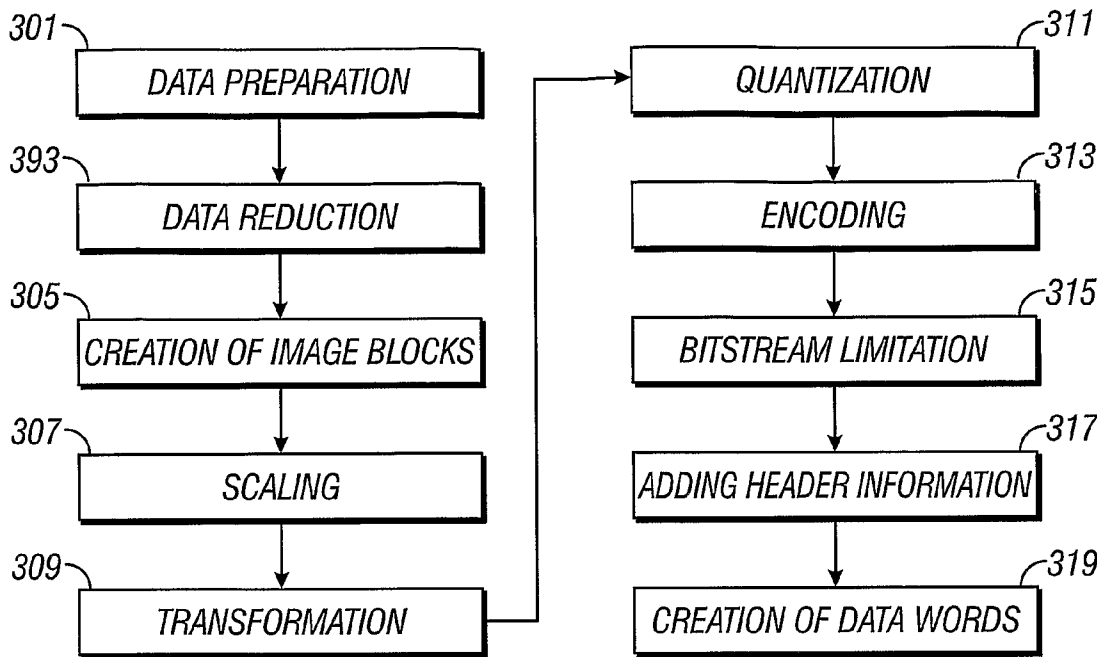 301
DATA PREPARATION
393
DATA REDUCTION
305
CREATION OF IMAGE BLOCKS
307
SCALING
309
TRANSFORMATION
311
QUANTIZATION
313
ENCODING
315
BITSTREAM LIMITATION
317
ADDING HEADER INFORMATION
319
CREATION OF DATA WORDS